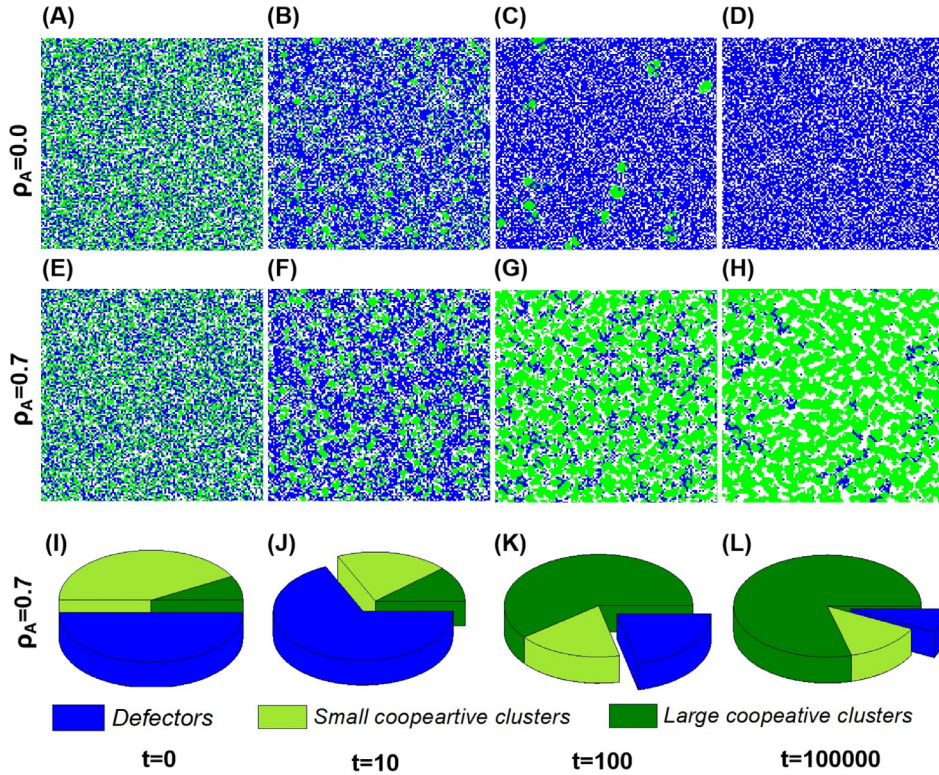 (A) (B) (C) (D)
ρA=0.0
(E) (F) (G) (H)
ρA=0.7
(I) (J) (K) (L)
ρA=0.7
Defectors Small coopeartive clusters Large coopeative clusters
t=0 t=10 t=100 t=100000